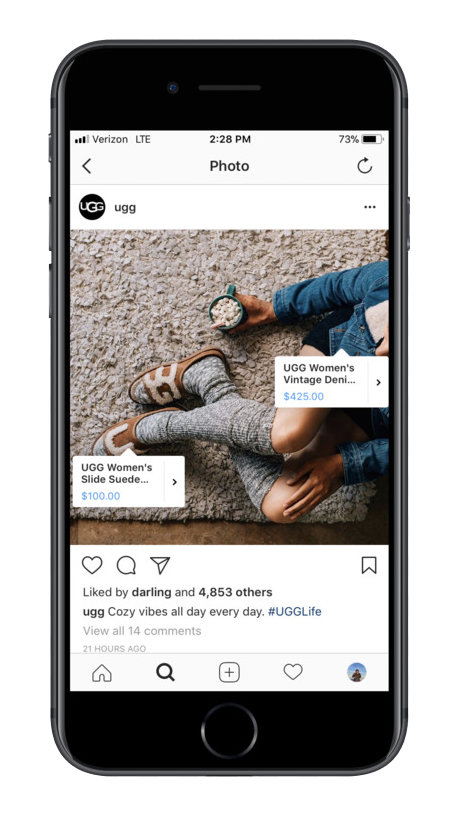 Verizon LTE 2:28 PM 73%
Photo
UGG ugg
UGG Women's
Vintage Deni...
$425.00
UGG
UGG Women's
Slide Suede...
$100.00
Liked by darling and 4,853 others
ugg Cozy vibes all day every day. #UGGLife
View all 14 comments
21 HOURS AGO